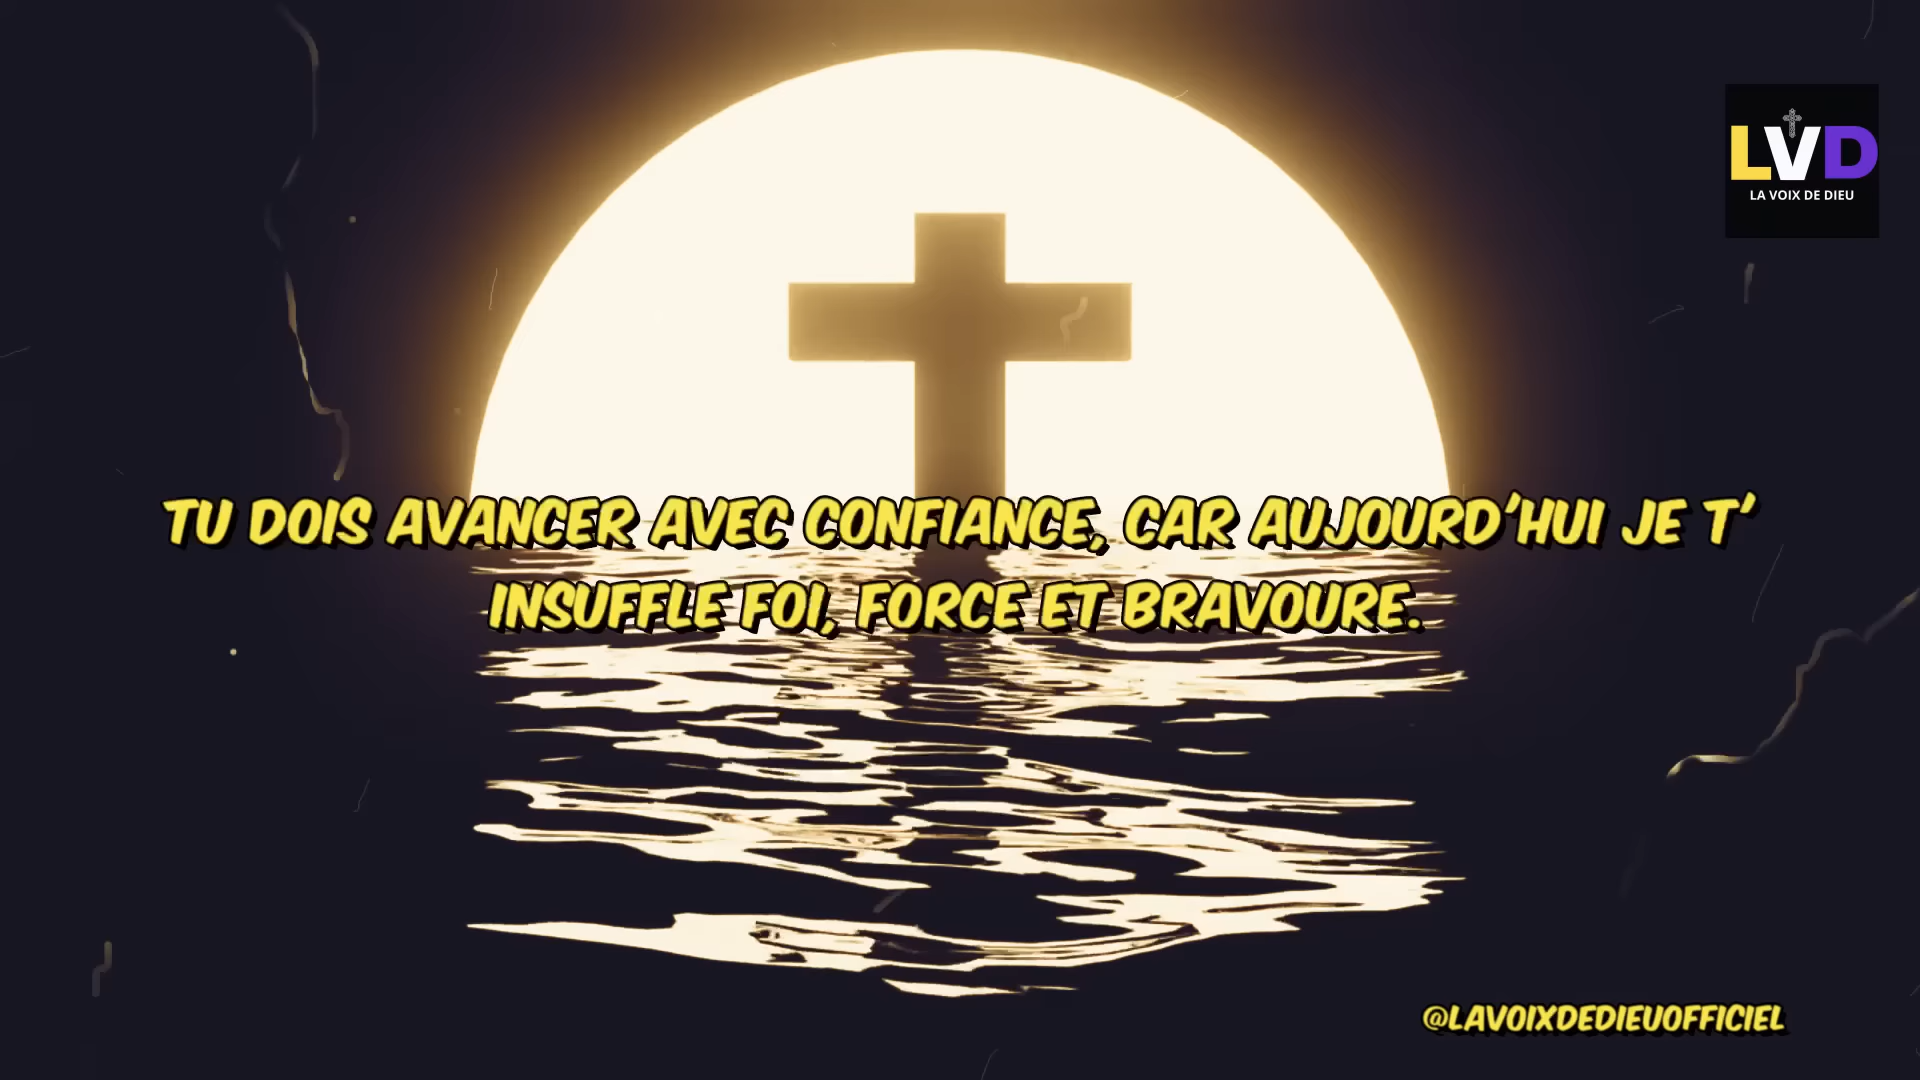 LVD
LA VOIX DE DIEU
TU DOIS AVANCER AVEC CONFIANCE, CAR AUJOURD'HUI JE T'
INSUFFLE FOI, FORCE ET BRAVOURE.
@LAVOIXDEDIEUOFFICIEL